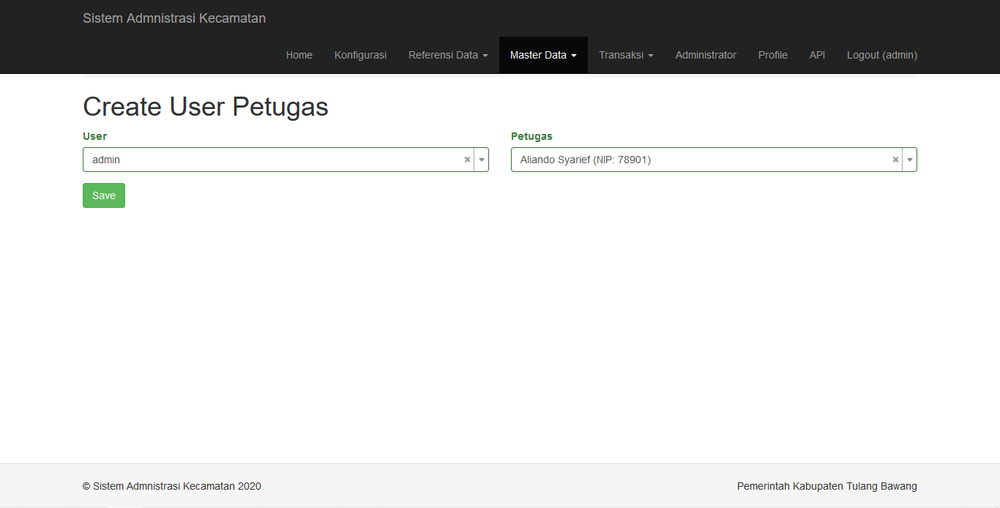 Sistem Admnistrasi Kecamatan
Home Konfigurasi Referensi Data Master Data Transaksi Administrator Profile API Logout (admin)
Create User Petugas
User Petugas
admin × Aliando Syarief (NIP: 78901) ×
Save
© Sistem Admnistrasi Kecamatan 2020 Pemerintah Kabupaten Tulang Bawang